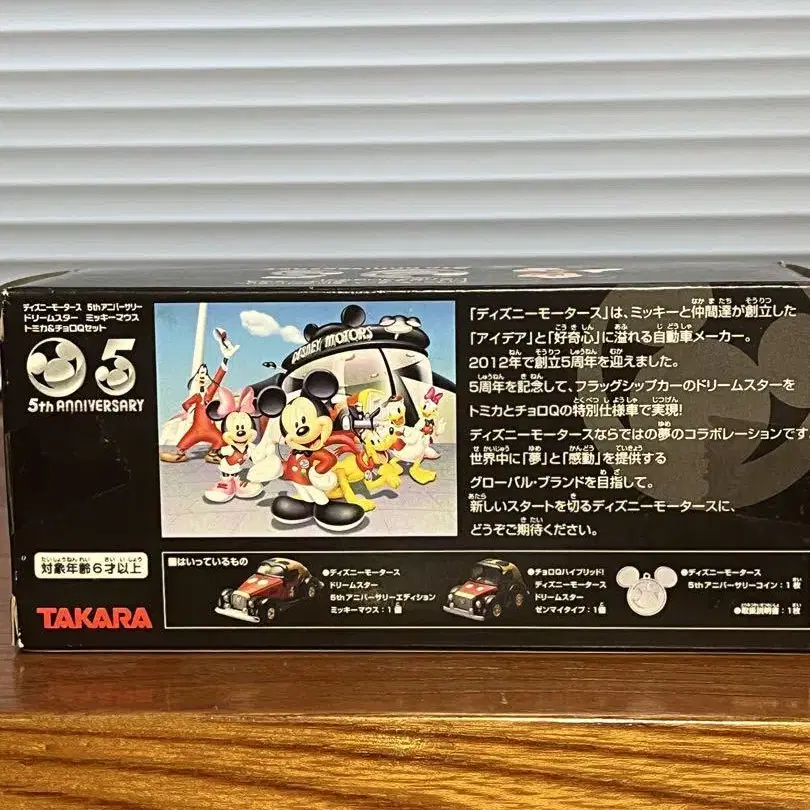 ディズニーモータース 5thアニバーサリー
ドリームスター ミッキーマウス
トミカ&チョロQセット
5
5th ANNIVERSARY
DISNEY MOTORS
「ディズニーモータース」は、ミッキーと仲間達が創立した
「アイデア」と「好奇心」に溢れる自動車メーカー。
2012年で創立5周年を迎えました。
5周年を記念して、フラッグシップカーのドリームスターを
トミカとチョロQの特別仕様車で実現!
ディズニーモータースならではの夢のコラボレーションです
世界中に「夢」と「感動」を提供する
グローバル・ブランドを目指して。
新しいスタートを切るディズニーモータースに、
どうぞご期待ください。
対象年齢6才以上
TAKARA
■はいっているもの
●ディズニーモータース
ドリームスター
5thアニバーサリーエディション
ミッキーマウス:1個
●チョロQハイブリッド!
ディズニーモータース
ドリームスター
ゼンマイタイプ:1個
●ディズニーモータース
5thアニバーサリーコイン:1枚
●取扱説明書:1枚